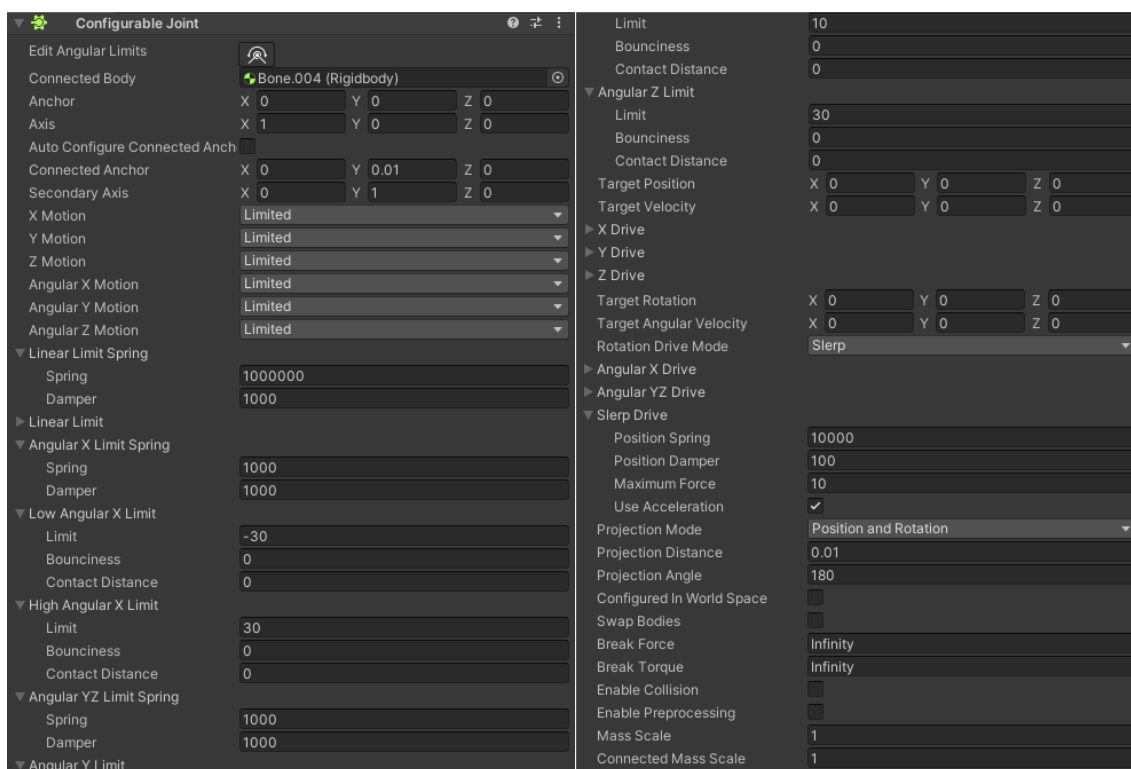 Configurable Joint
Edit Angular Limits
Connected Body Bone.004 (Rigidbody)
Anchor X 0 Y 0 Z 0
Axis X 1 Y 0 Z 0
Auto Configure Connected Anch
Connected Anchor X 0 Y 0.01 Z 0
Secondary Axis X 0 Y 1 Z 0
X Motion Limited
Y Motion Limited
Z Motion Limited
Angular X Motion Limited
Angular Y Motion Limited
Angular Z Motion Limited
Linear Limit Spring
Spring 1000000
Damper 1000
Linear Limit
Angular X Limit Spring
Spring 1000
Damper 1000
Low Angular X Limit
Limit -30
Bounciness 0
Contact Distance 0
High Angular X Limit
Limit 30
Bounciness 0
Contact Distance 0
Angular YZ Limit Spring
Spring 1000
Damper 1000
Angular Y Limit
Limit 10
Bounciness 0
Contact Distance 0
Angular Z Limit
Limit 30
Bounciness 0
Contact Distance 0
Target Position X 0 Y 0 Z 0
Target Velocity X 0 Y 0 Z 0
X Drive
Y Drive
Z Drive
Target Rotation X 0 Y 0 Z 0
Target Angular Velocity X 0 Y 0 Z 0
Rotation Drive Mode Slerp
Angular X Drive
Angular YZ Drive
Slerp Drive
Position Spring 10000
Position Damper 100
Maximum Force 10
Use Acceleration
Projection Mode Position and Rotation
Projection Distance 0.01
Projection Angle 180
Configured In World Space
Swap Bodies
Break Force Infinity
Break Torque Infinity
Enable Collision
Enable Preprocessing
Mass Scale 1
Connected Mass Scale 1